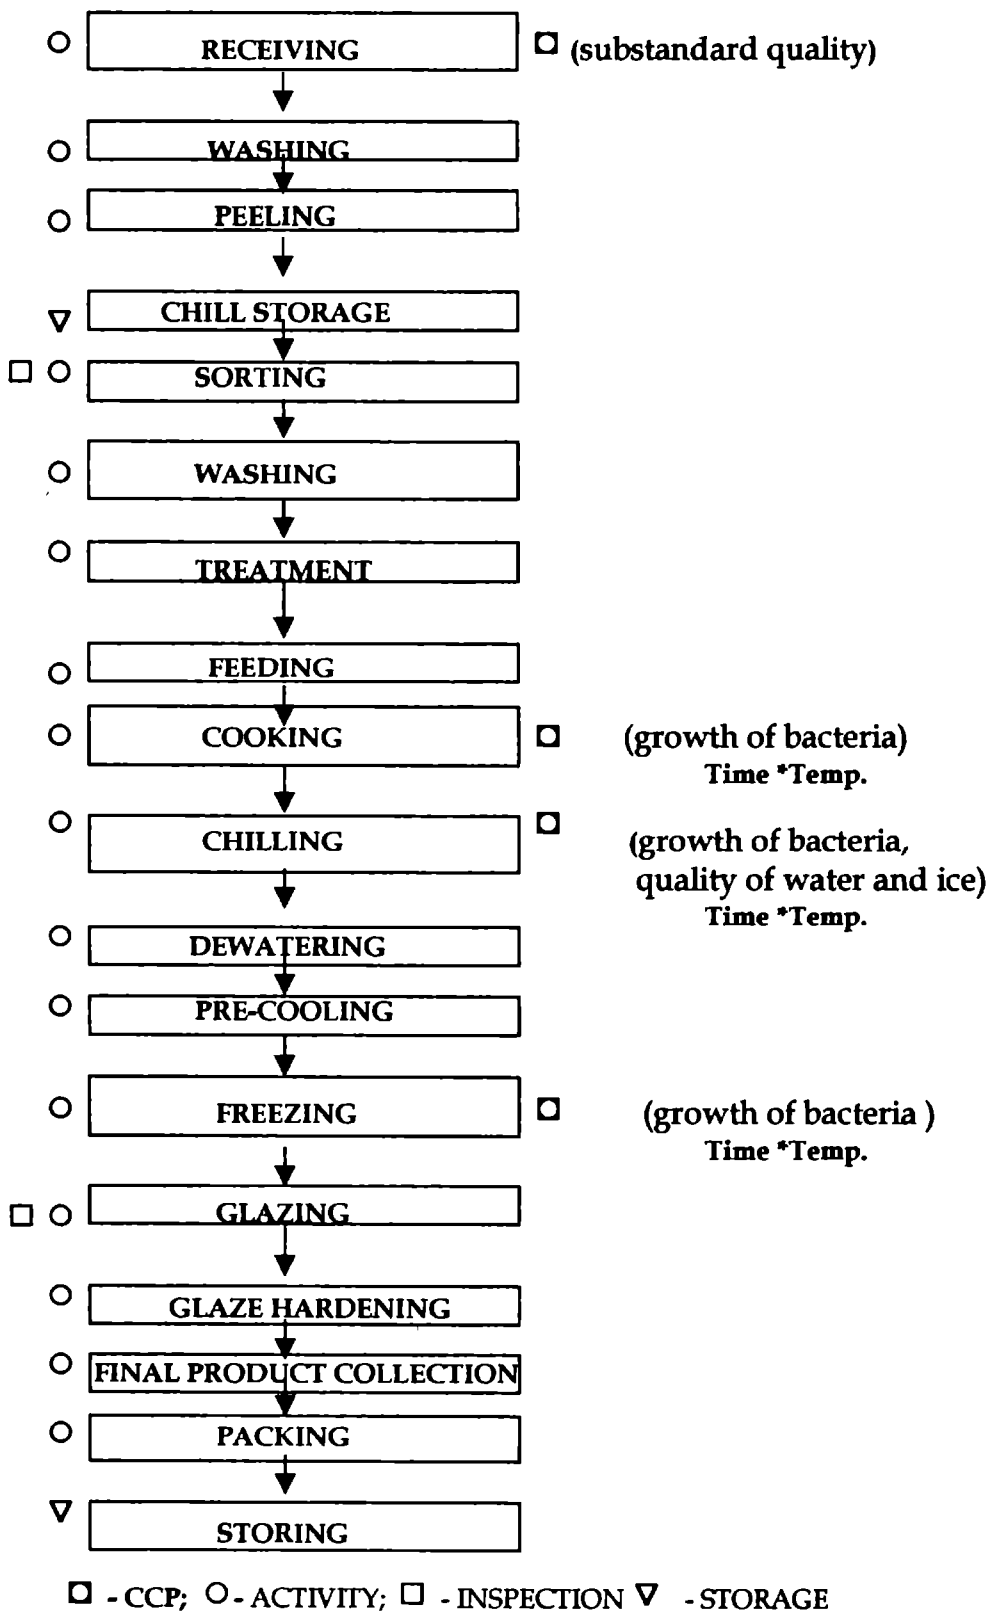 RECEIVING (substandard quality)
WASHING
PEELING
CHILL STORAGE
SORTING
WASHING
TREATMENT
FEEDING
COOKING (growth of bacteria)
Time *Temp.
CHILLING (growth of bacteria,
quality of water and ice)
Time *Temp.
DEWATERING
PRE-COOLING
FREEZING (growth of bacteria )
Time *Temp.
GLAZING
GLAZE HARDENING
FINAL PRODUCT COLLECTION
PACKING
STORING
- CCP; - ACTIVITY; - INSPECTION - STORAGE